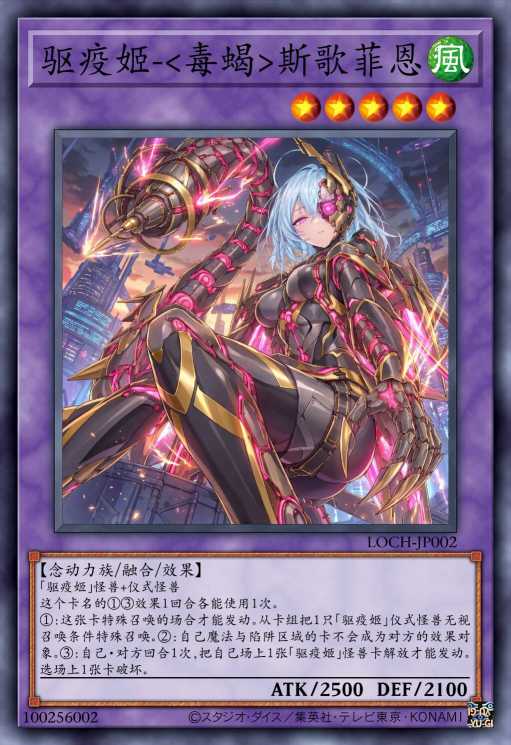 驱疫姬-<毒蝎>斯歌菲恩
風
LOCH-JP002
【念动力族/融合/效果】
「驱疫姬」怪兽+仪式怪兽
这个卡名的①③效果1回合各能使用1次。
①:这张卡特殊召唤的场合才能发动。从卡组把1只「驱疫姬」仪式怪兽无视
召唤条件特殊召唤。②:自己魔法与陷阱区域的卡不会成为对方的效果对
象。③:自己·对方回合1次,把自己场上1张「驱疫姬」怪兽卡解放才能发动。
选场上1张卡破坏。
ATK/2500 DEF/2100
100256002
©スタジオ・ダイス/集英社・テレビ東京・KONAMI